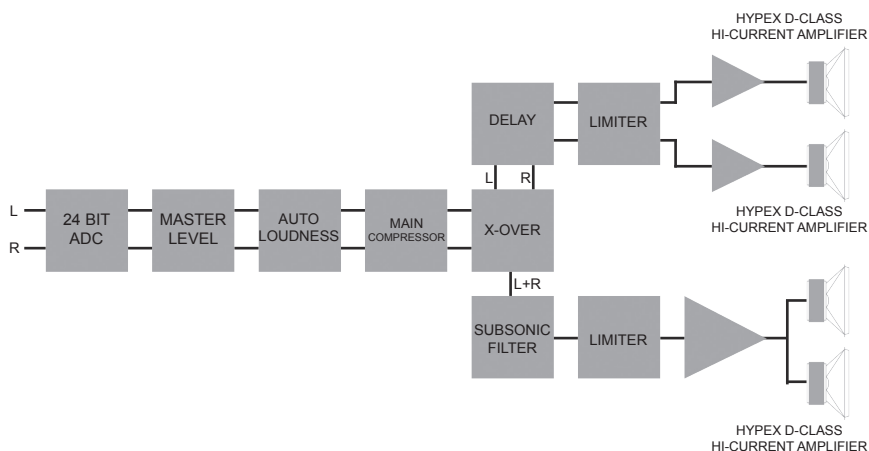 HYPEX D-CLASS
HI-CURRENT AMPLIFIER
DELAY
LIMITER
L
R
HYPEX D-CLASS
HI-CURRENT AMPLIFIER
L
R
24 BIT
ADC
MASTER
LEVEL
AUTO
LOUDNESS
MAIN
COMPRESSOR
X-OVER
L+R
SUBSONIC
FILTER
LIMITER
HYPEX D-CLASS
HI-CURRENT AMPLIFIER